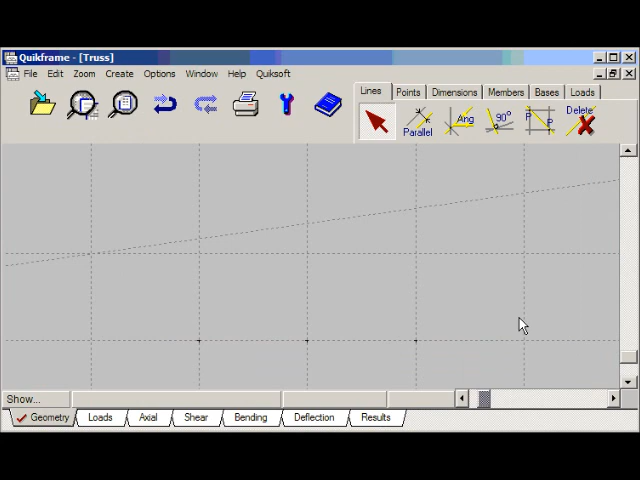 Quikframe - [Truss]
File Edit Zoom Create Options Window Help Quiksoft
Lines Points Dimensions Members Bases Loads
Parallel Ang 90° P P Delete
Show...
Geometry Loads Axial Shear Bending Deflection Results